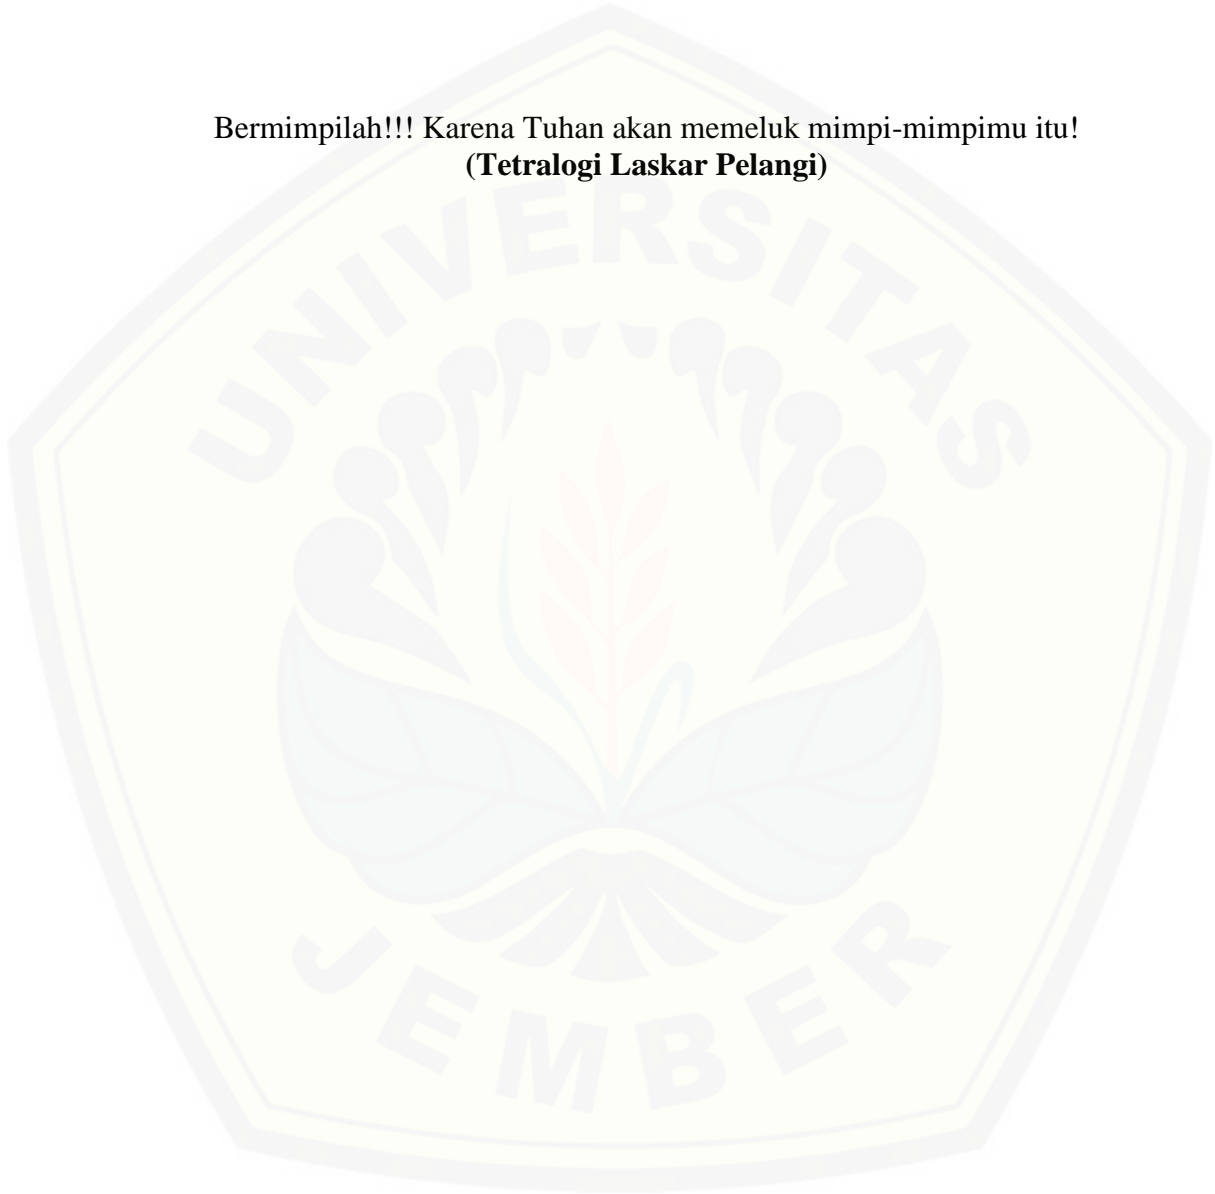 Bermimpilah!!! Karena Tuhan akan memeluk mimpi-mimpimu itu!
(Tetralogi Laskar Pelangi)
UNIVERSITAS
JEMBER